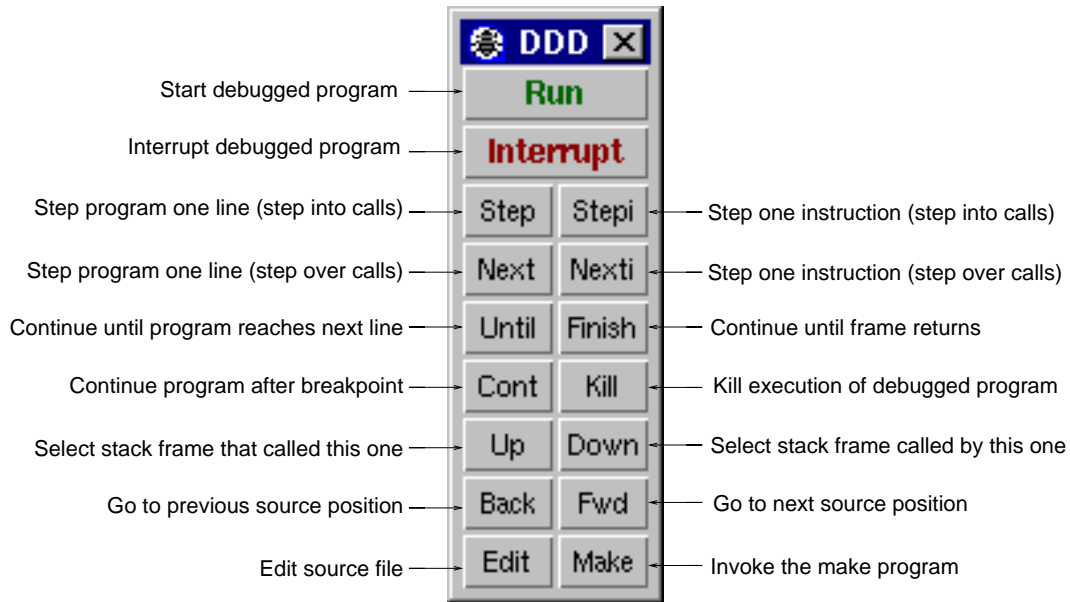 DDD
Start debugged program Run
Interrupt debugged program Interrupt
Step program one line (step into calls) Step Stepi Step one instruction (step into calls)
Step program one line (step over calls) Next Nexti Step one instruction (step over calls)
Continue until program reaches next line Until Finish Continue until frame returns
Continue program after breakpoint Cont Kill Kill execution of debugged program
Select stack frame that called this one Up Down Select stack frame called by this one
Go to previous source position Back Fwd Go to next source position
Edit source file Edit Make Invoke the make program